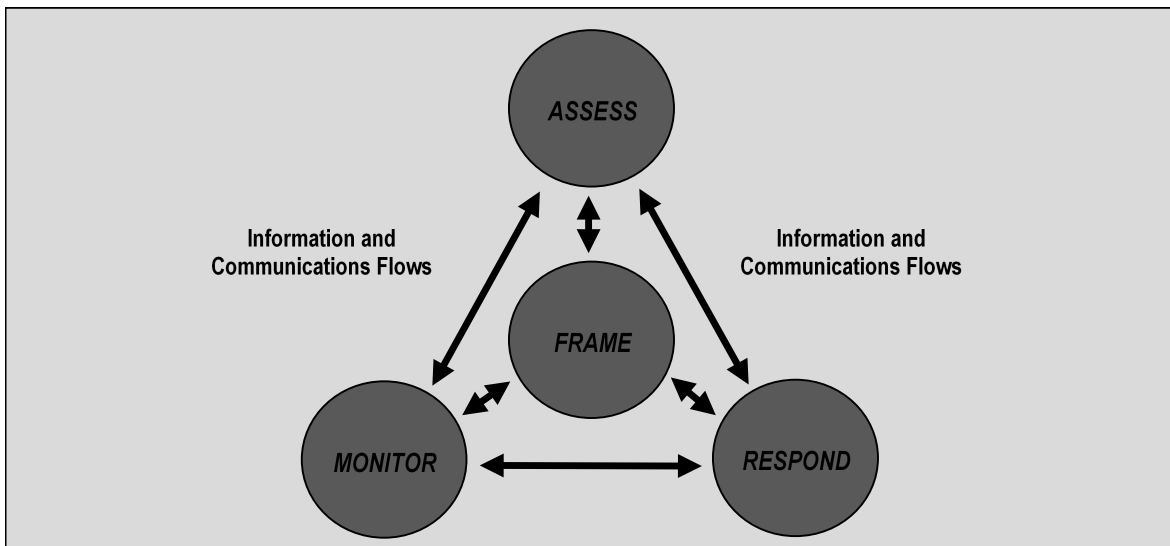 ASSESS
Information and
Communications Flows
Information and
Communications Flows
FRAME
MONITOR
RESPOND